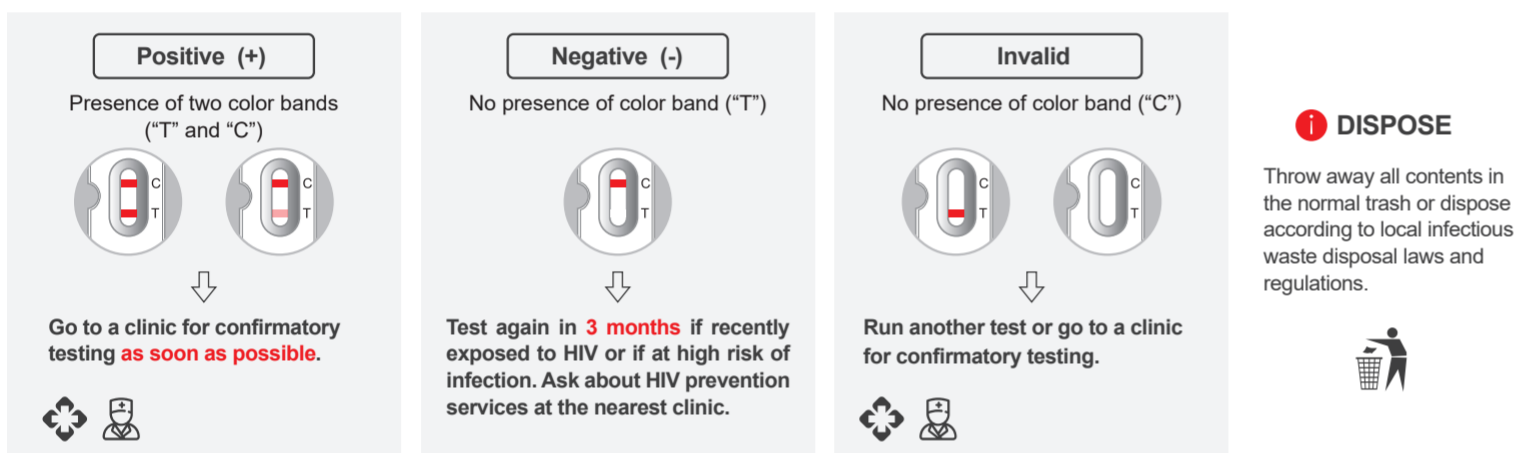 Positive (+)
Presence of two color bands
(“T” and “C”)
C
T
C
T
Go to a clinic for confirmatory
testing as soon as possible.
Negative (-)
No presence of color band (“T”)
C
T
Test again in 3 months if recently
exposed to HIV or if at high risk of
infection. Ask about HIV prevention
services at the nearest clinic.
Invalid
No presence of color band (“C”)
C
T
C
T
Run another test or go to a clinic
for confirmatory testing.
i DISPOSE
Throw away all contents in
the normal trash or dispose
according to local infectious
waste disposal laws and
regulations.